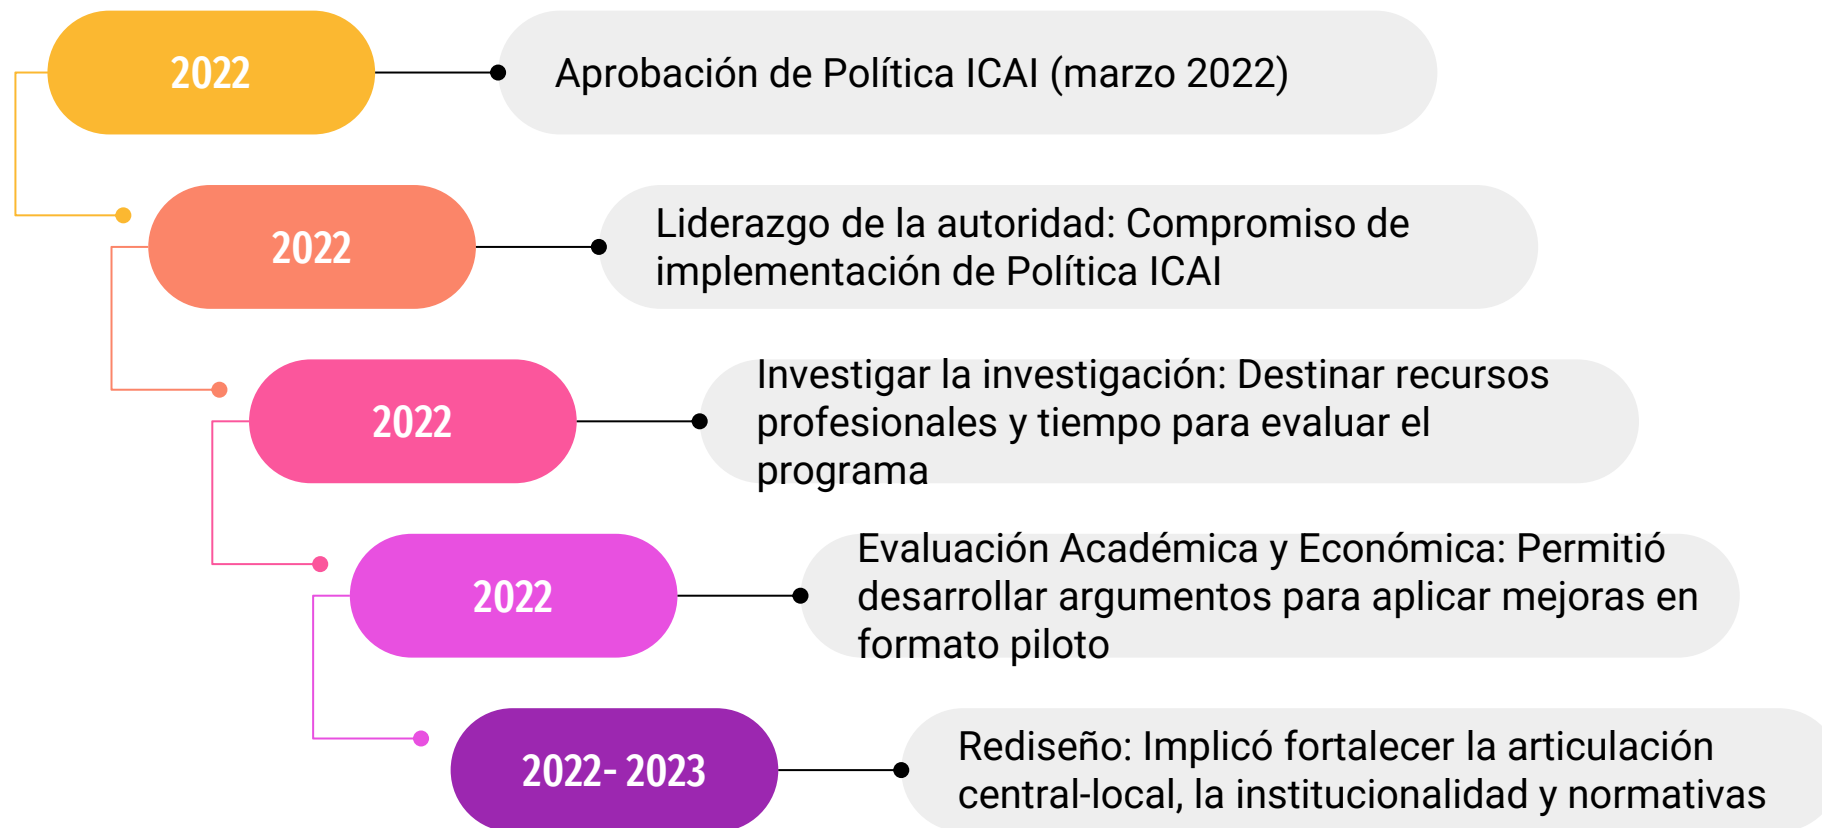 2022
Aprobación de Política ICAI (marzo 2022)
2022
Liderazgo de la autoridad: Compromiso de
implementación de Política ICAI
2022
Investigar la investigación: Destinar recursos
profesionales y tiempo para evaluar el
programa
2022
Evaluación Académica y Económica: Permitió
desarrollar argumentos para aplicar mejoras en
formato piloto
2022- 2023
Rediseño: Implicó fortalecer la articulación
central-local, la institucionalidad y normativas